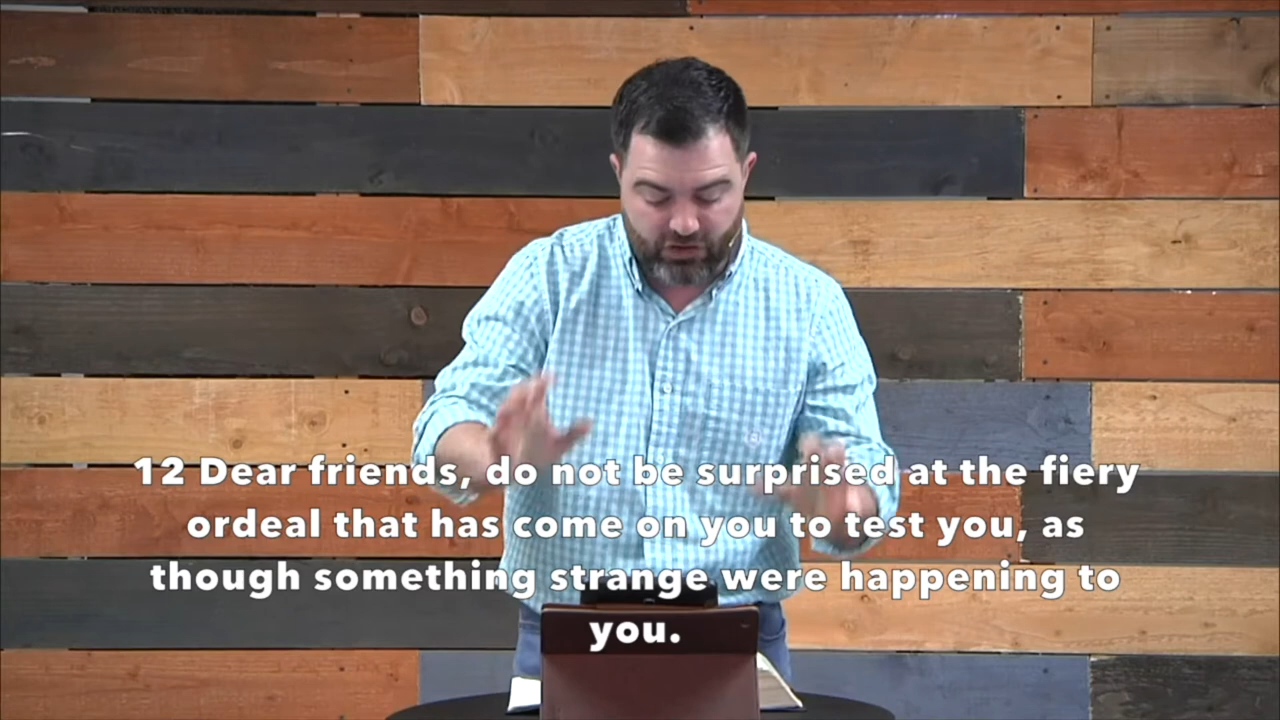 12 Dear friends, do not be surprised at the fiery
ordeal that has come on you to test you, as
though something strange were happening to
you.